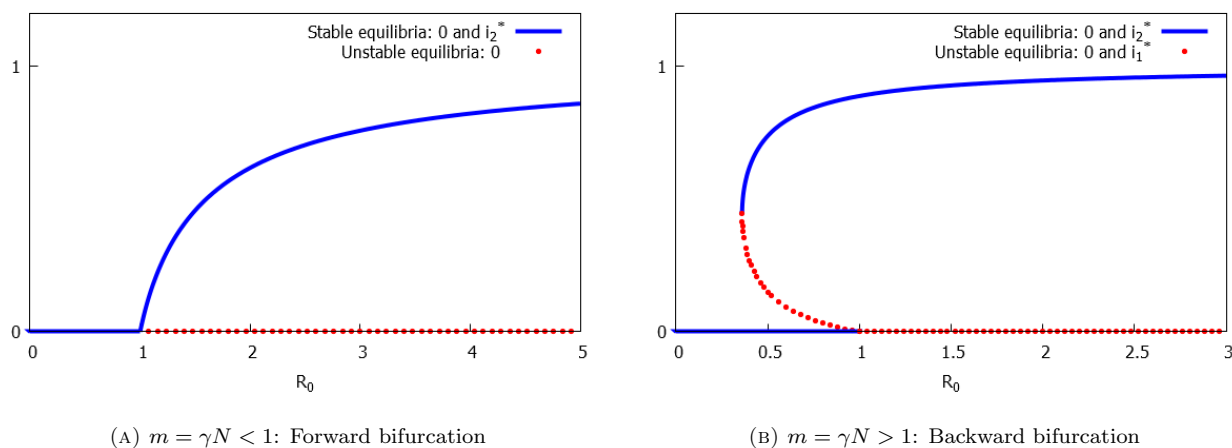 Stable equilibria: 0 and i₂*
Unstable equilibria: 0
1
0
0 1 2 3 4 5
R₀
(A) m = γN < 1: Forward bifurcation
Stable equilibria: 0 and i₂*
Unstable equilibria: 0 and i₁*
1
0
0 0.5 1 1.5 2 2.5 3
R₀
(B) m = γN > 1: Backward bifurcation